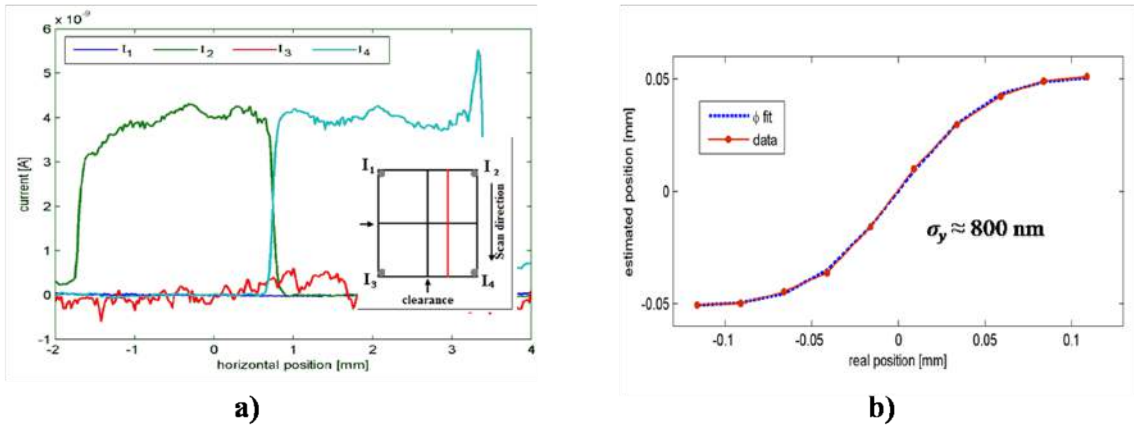 x 10⁻⁹
6
5
4
3
2
1
0
-1
I₁ I₂ I₃ I₄
current [A]
-2 -1 0 1 2 3 4
horizontal position [mm]
I₁ I₂
Scan direction
I₃ I₄
clearance
a)
0.05
0
-0.05
estimated position [mm]
ϕ fit
data
σy ≈ 800 nm
-0.1 -0.05 0 0.05 0.1
real position [mm]
b)